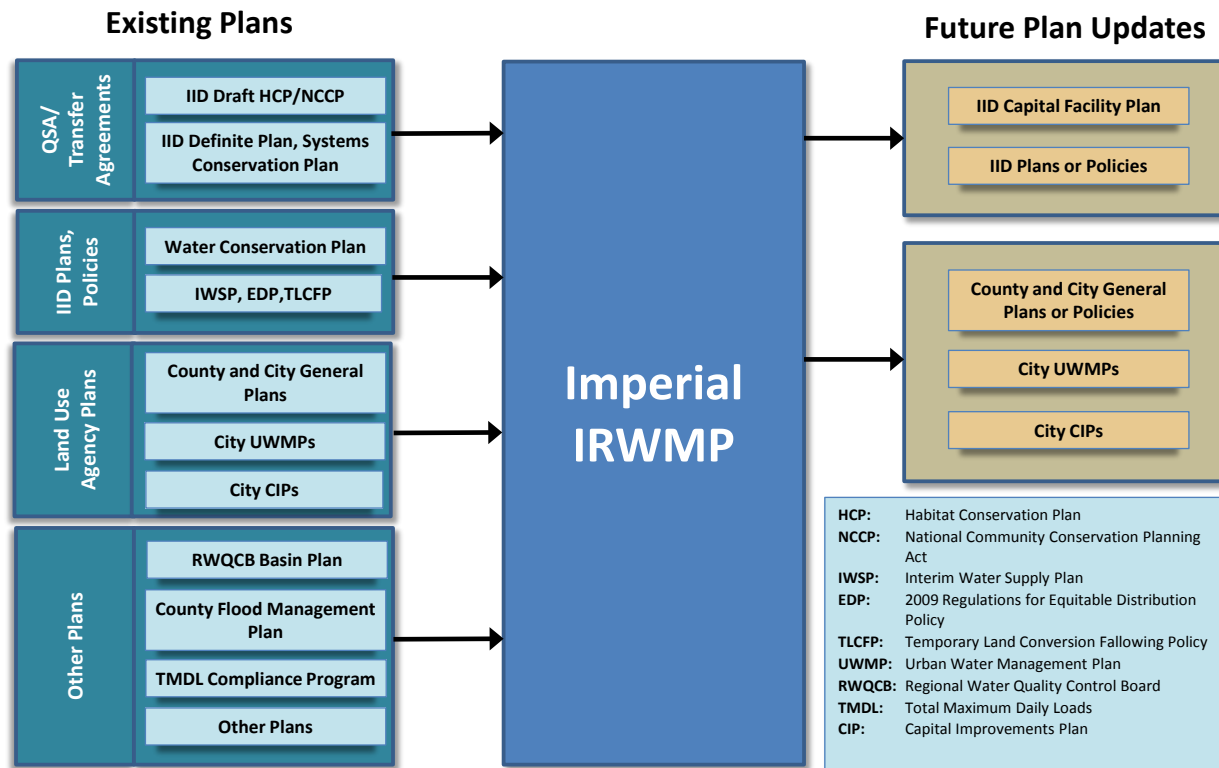 Existing Plans
Future Plan Updates
QSA/
Transfer
Agreements
IID Draft HCP/NCCP
IID Definite Plan, Systems
Conservation Plan
IID Plans,
Policies
Water Conservation Plan
IWSP, EDP,TLCFP
Land Use
Agency Plans
County and City General
Plans
City UWMPs
City CIPs
Other Plans
RWQCB Basin Plan
County Flood Management
Plan
TMDL Compliance Program
Other Plans
Imperial
IRWMP
IID Capital Facility Plan
IID Plans or Policies
County and City General
Plans or Policies
City UWMPs
City CIPs
HCP: Habitat Conservation Plan
NCCP: National Community Conservation Planning
Act
IWSP: Interim Water Supply Plan
EDP: 2009 Regulations for Equitable Distribution
Policy
TLCFP: Temporary Land Conversion Fallowing Policy
UWMP: Urban Water Management Plan
RWQCB: Regional Water Quality Control Board
TMDL: Total Maximum Daily Loads
CIP: Capital Improvements Plan